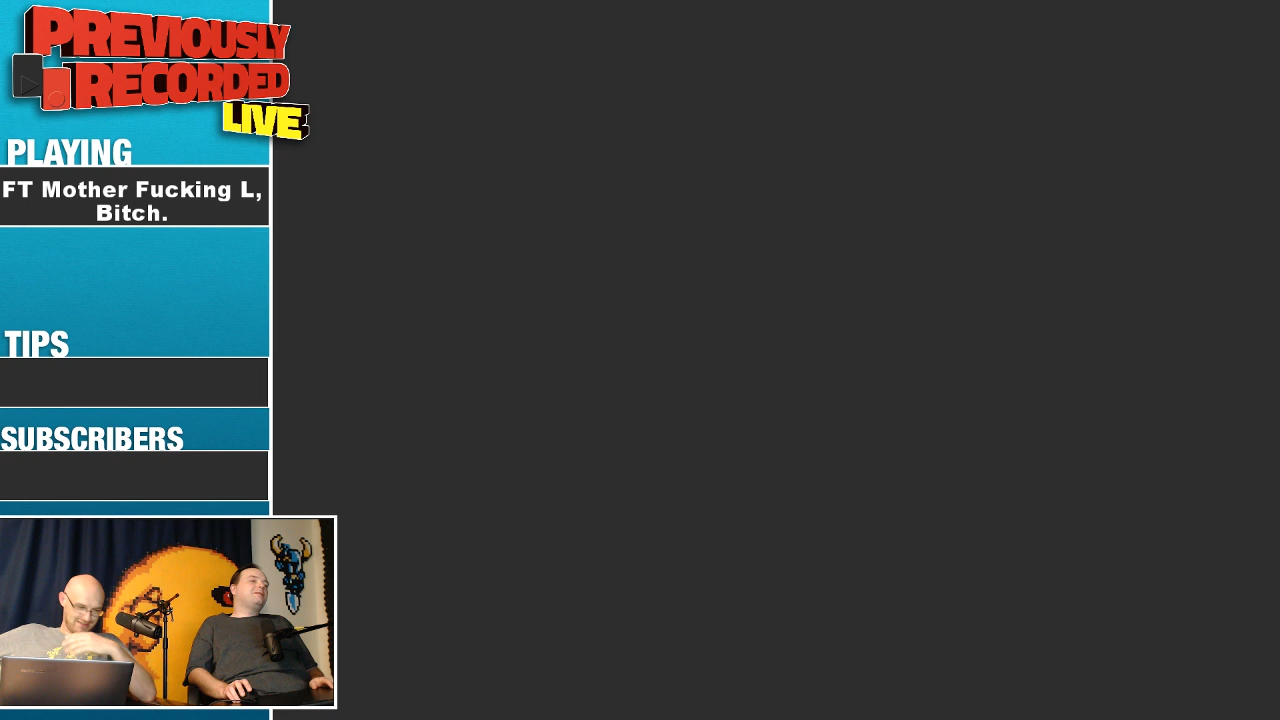 PREVIOUSLY
RECORDED
LIVE
PLAYING
FT Mother Fucking L,
Bitch.
TIPS
SUBSCRIBERS